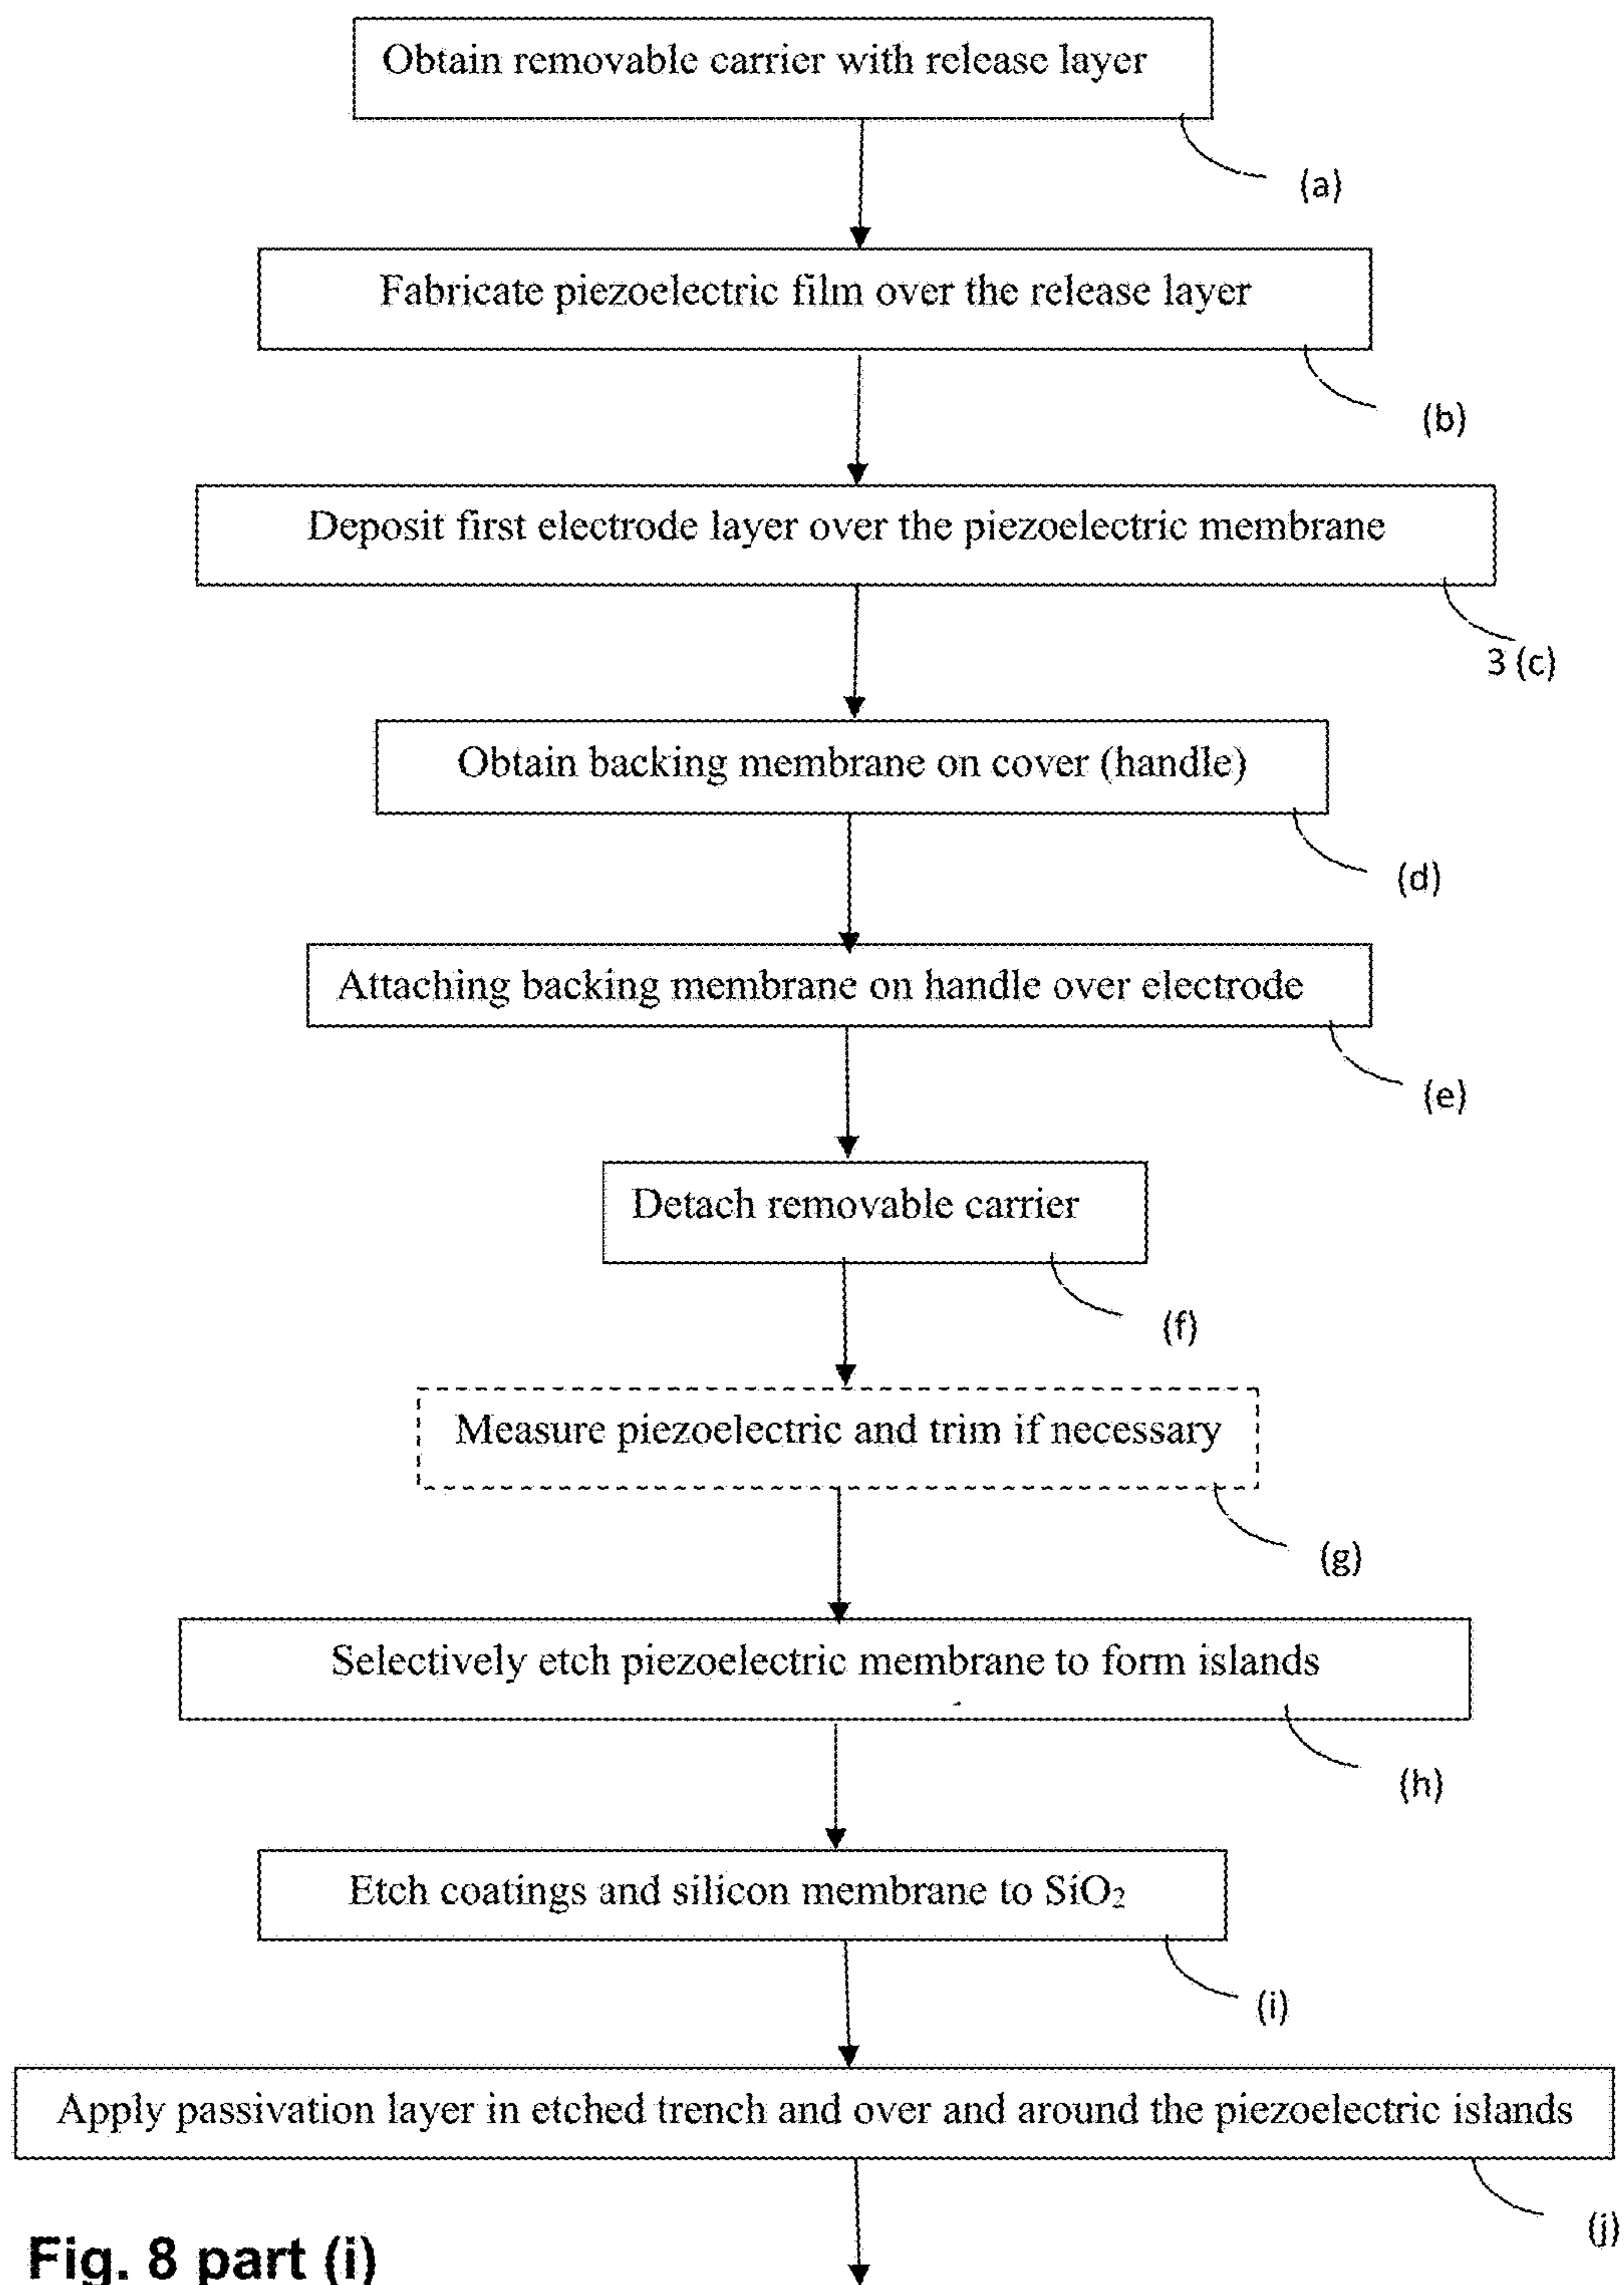 Obtain removable carrier with release layer
(a)
Fabricate piezoelectric film over the release layer
(b)
Deposit first electrode layer over the piezoelectric membrane
3 (c)
Obtain backing membrane on cover (handle)
(d)
Attaching backing membrane on handle over electrode
(e)
Detach removable carrier
(f)
Measure piezoelectric and trim if necessary
(g)
Selectively etch piezoelectric membrane to form islands
(h)
Etch coatings and silicon membrane to SiO₂
(i)
Apply passivation layer in etched trench and over and around the piezoelectric islands
(j)
Fig. 8 part (i)